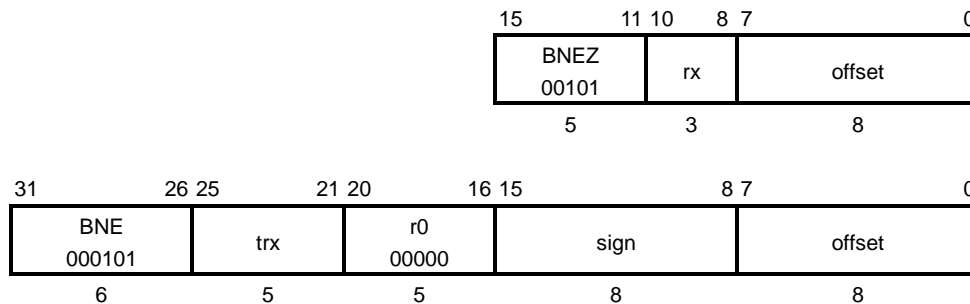 15 11 10 8 7 0
BNEZ
00101 rx offset
5 3 8
31 26 25 21 20 16 15 8 7 0
BNE
000101 trx r0
00000 sign offset
6 5 5 8 8